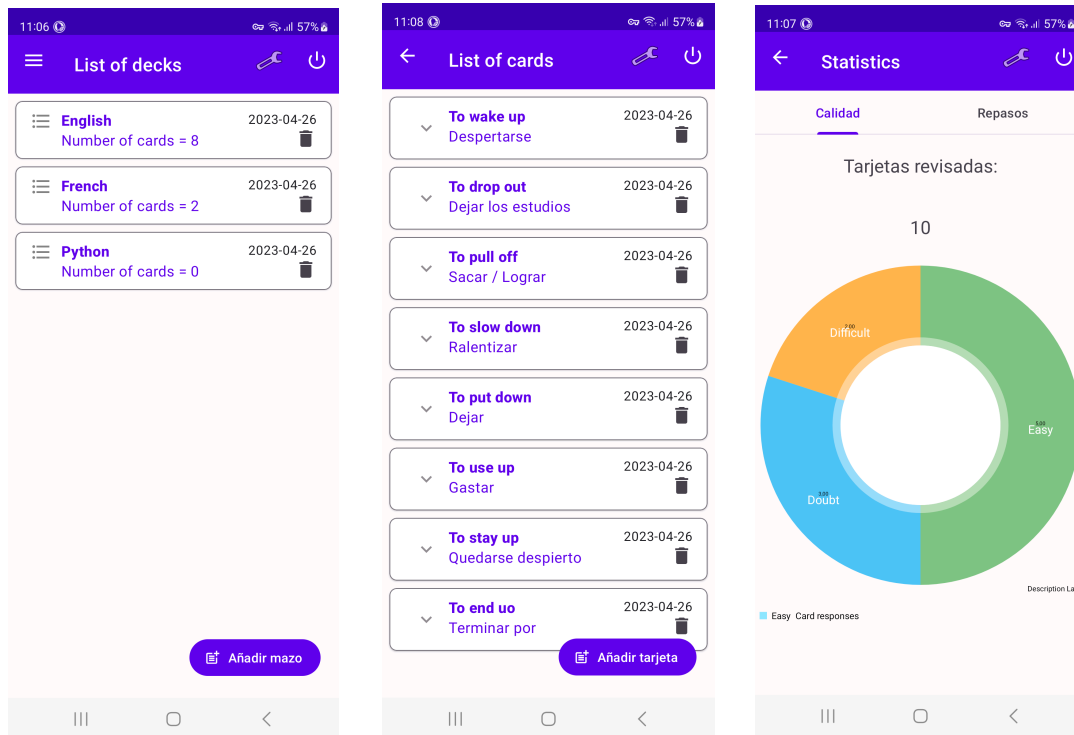 11:06 57%
List of decks
English 2023-04-26
Number of cards = 8
French 2023-04-26
Number of cards = 2
Python 2023-04-26
Number of cards = 0
Añadir mazo
11:08 57%
List of cards
To wake up 2023-04-26
Despertarse
To drop out 2023-04-26
Dejar los estudios
To pull off 2023-04-26
Sacar / Lograr
To slow down 2023-04-26
Ralentizar
To put down 2023-04-26
Dejar
To use up 2023-04-26
Gastar
To stay up 2023-04-26
Quedarse despierto
To end uo 2023-04-26
Terminar por
Añadir tarjeta
11:07 57%
Statistics
Calidad Repasos
Tarjetas revisadas:
10
2,00
Difficult
Easy
3,00
Doubt
Description La
Easy Card responses